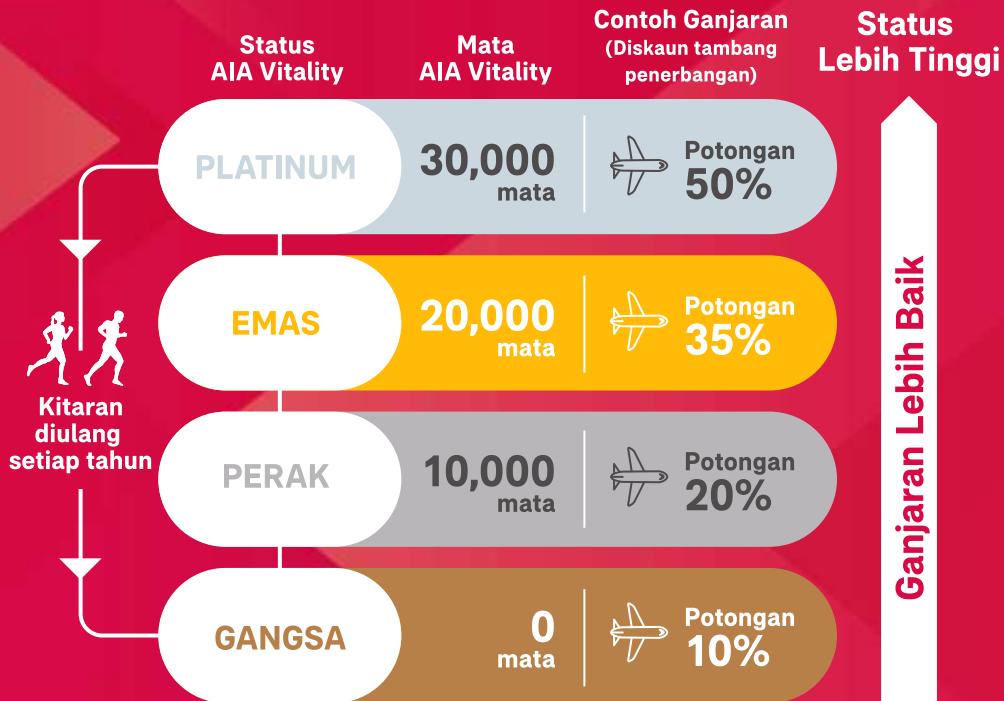 Status
AIA Vitality
Mata
AIA Vitality
Contoh Ganjaran
(Diskaun tambang
penerbangan)
Status
Lebih Tinggi
PLATINUM
30,000
mata
Potongan
50%
EMAS
20,000
mata
Potongan
35%
Kitaran
diulang
setiap tahun
PERAK
10,000
mata
Potongan
20%
GANGSA
0
mata
Potongan
10%
Ganjaran Lebih Baik